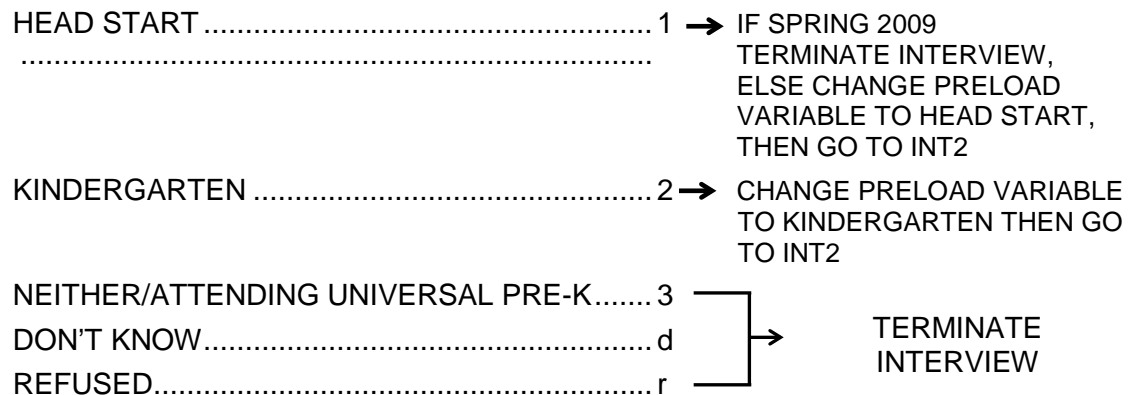 HEAD START ........................................................ 1 → IF SPRING 2009
............................................................................... TERMINATE INTERVIEW,
ELSE CHANGE PRELOAD
VARIABLE TO HEAD START,
THEN GO TO INT2
KINDERGARTEN .................................................. 2 → CHANGE PRELOAD VARIABLE
TO KINDERGARTEN THEN GO
TO INT2
NEITHER/ATTENDING UNIVERSAL PRE-K....... 3
DON'T KNOW........................................................ d
REFUSED.............................................................. r
TERMINATE
INTERVIEW